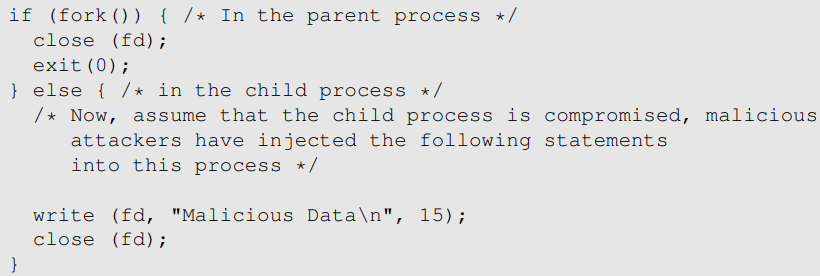 if (fork()) { /* In the parent process */
  close (fd);
  exit(0);
} else { /* in the child process */
  /* Now, assume that the child process is compromised, malicious
     attackers have injected the following statements
     into this process */

  write (fd, "Malicious Data\n", 15);
  close (fd);
}